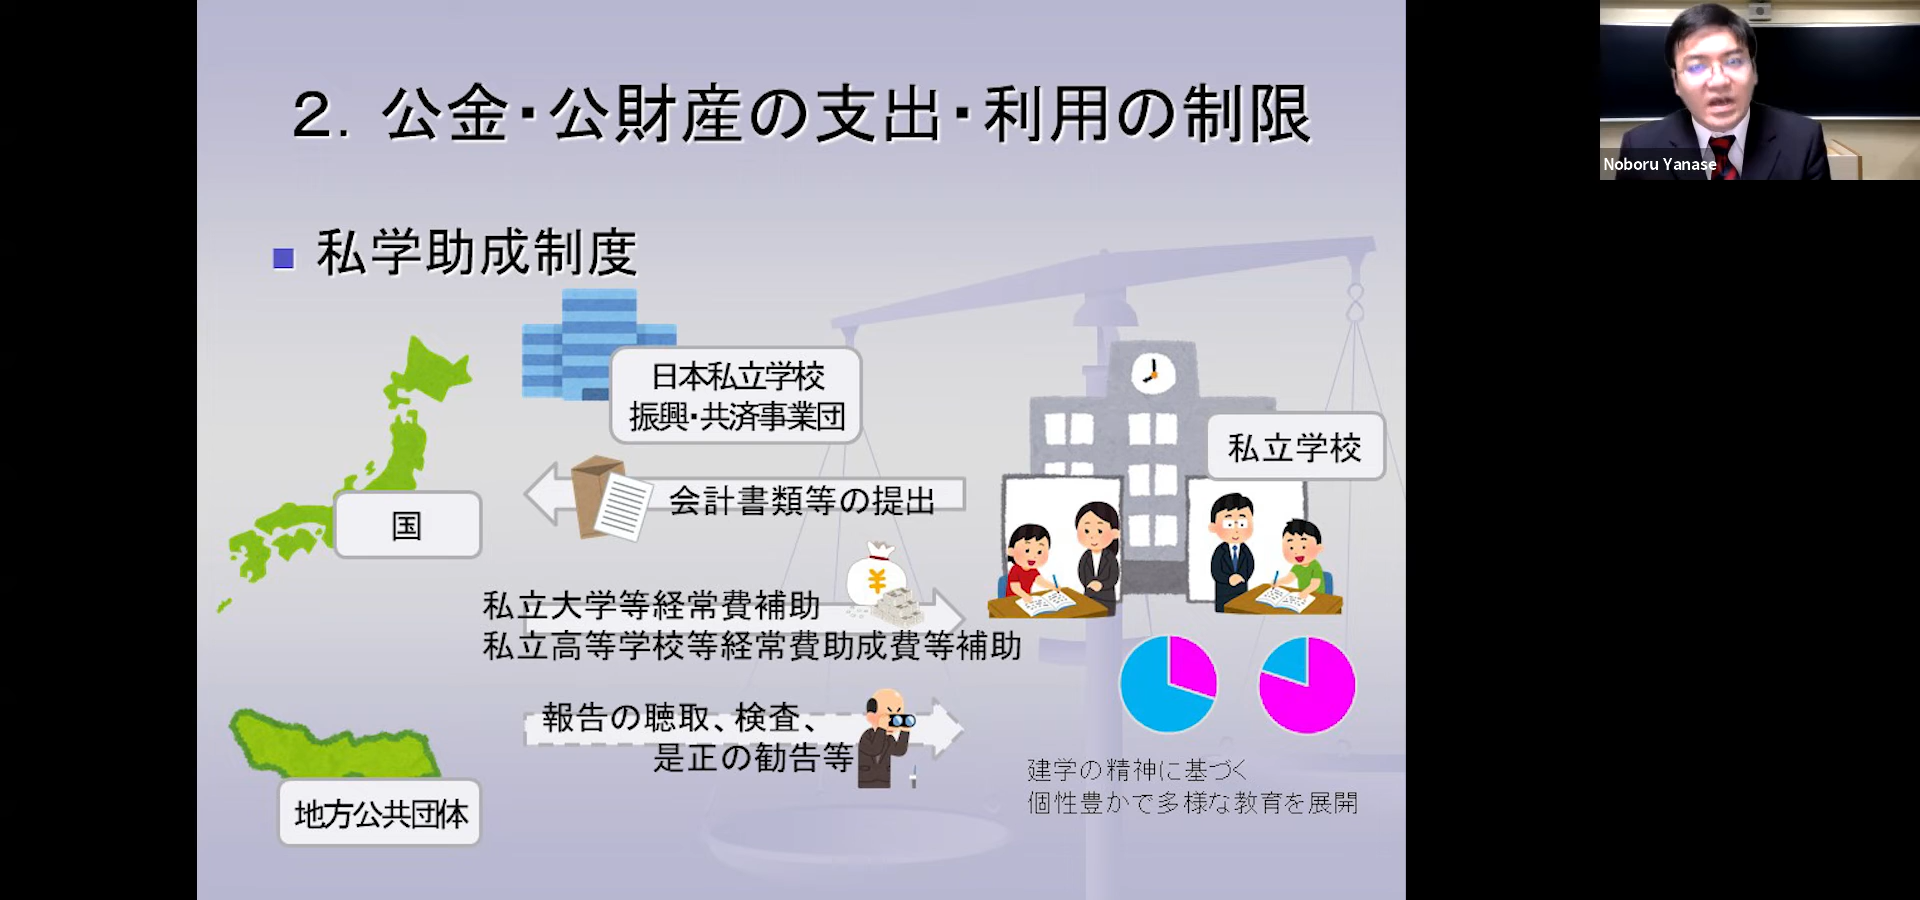 2．公金・公財産の支出・利用の制限
私学助成制度
日本私立学校
振興・共済事業団
私立学校
国
会計書類等の提出
¥
私立大学等経常費補助
私立高等学校等経常費助成費等補助
報告の聴取、検査、
是正の勧告等
地方公共団体
建学の精神に基づく
個性豊かで多様な教育を展開
Noboru Yanase